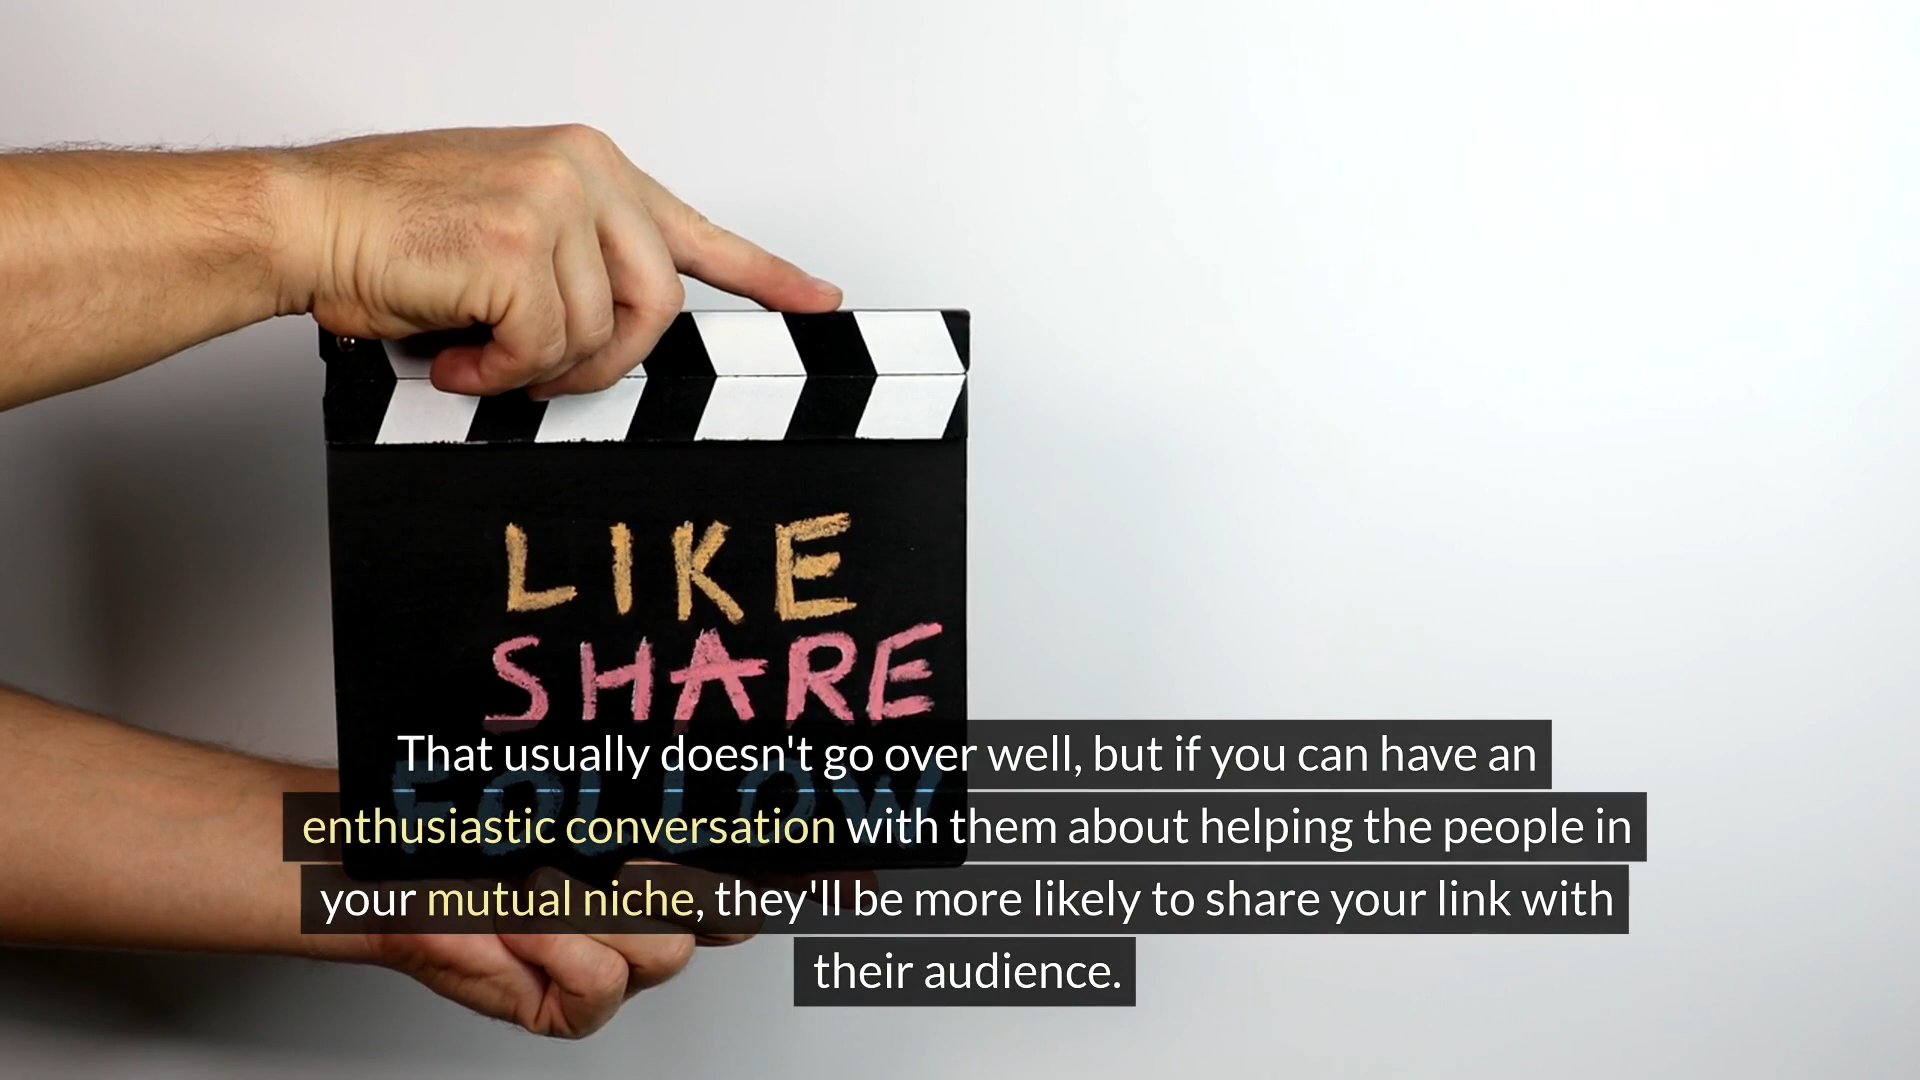 LIKE
SHARE
FOLLOW
That usually doesn't go over well, but if you can have an
enthusiastic conversation with them about helping the people in
your mutual niche, they'll be more likely to share your link with
their audience.